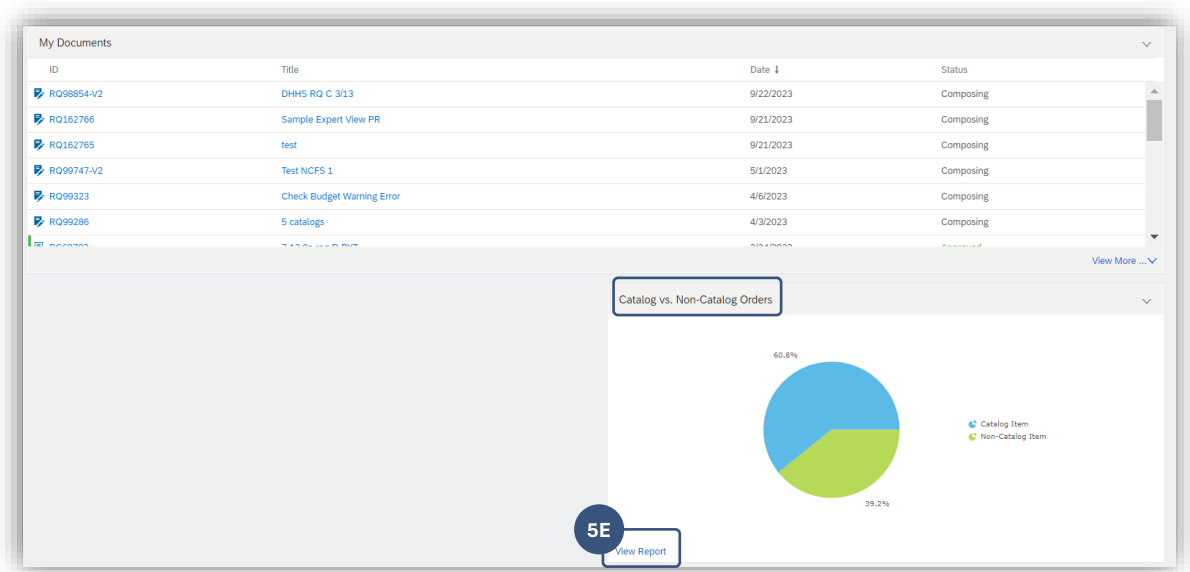 My Documents
ID Title Date ↓ Status
RQ98854-V2 DHHS RQ C 3/13 9/22/2023 Composing
RQ162766 Sample Expert View PR 9/21/2023 Composing
RQ162765 test 9/21/2023 Composing
RQ99747-V2 Test NCFS 1 5/1/2023 Composing
RQ99323 Check Budget Warning Error 4/6/2023 Composing
RQ99286 5 catalogs 4/3/2023 Composing
View More ...
Catalog vs. Non-Catalog Orders
60.8%
Catalog Item
Non-Catalog Item
39.2%
5E
View Report